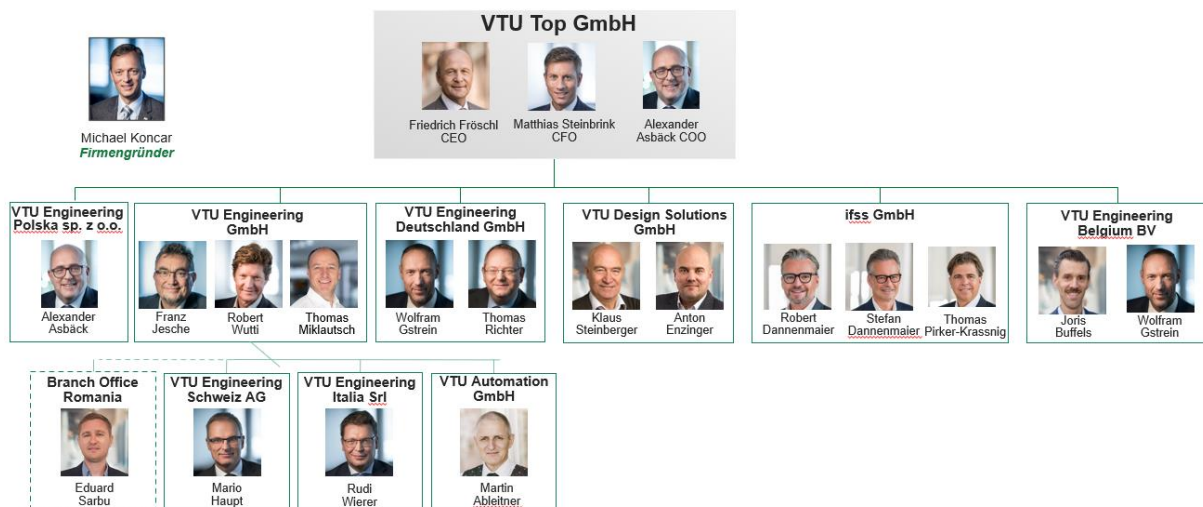 VTU Top GmbH
Michael Koncar
Firmengründer
Friedrich Fröschl
CEO
Matthias Steinbrink
CFO
Alexander
Asbäck COO
VTU Engineering
Polska sp. z o.o.
Alexander
Asbäck
VTU Engineering
GmbH
Franz
Jesche
Robert
Wutti
Thomas
Miklautsch
VTU Engineering
Deutschland GmbH
Wolfram
Gstrein
Thomas
Richter
VTU Design Solutions
GmbH
Klaus
Steinberger
Anton
Enzinger
ifss GmbH
Robert
Dannenmaier
Stefan
Dannenmaier
Thomas
Pirker-Krassnig
VTU Engineering
Belgium BV
Joris
Buffels
Wolfram
Gstrein
Branch Office
Romania
Eduard
Sarbu
VTU Engineering
Schweiz AG
Mario
Haupt
VTU Engineering
Italia Srl
Rudi
Wierer
VTU Automation
GmbH
Martin
Ableitner